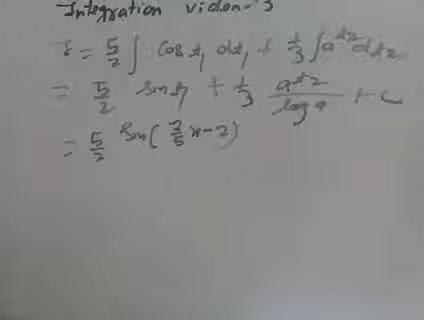 Integration Video-3
I = 5/2 ∫ cos t₁ dt₁ + 1/3 ∫ a^t₂ dt₂
= 5/2 sin t₁ + 1/3 a^t₂/log a + c
= 5/2 sin(2/5 x-2)